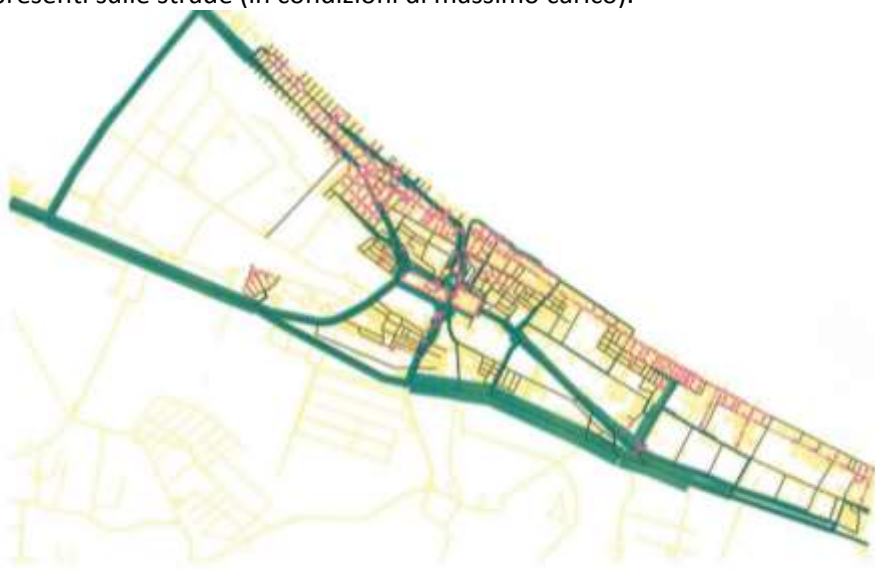 presenti sulle strade (in condizioni di massimo carico).